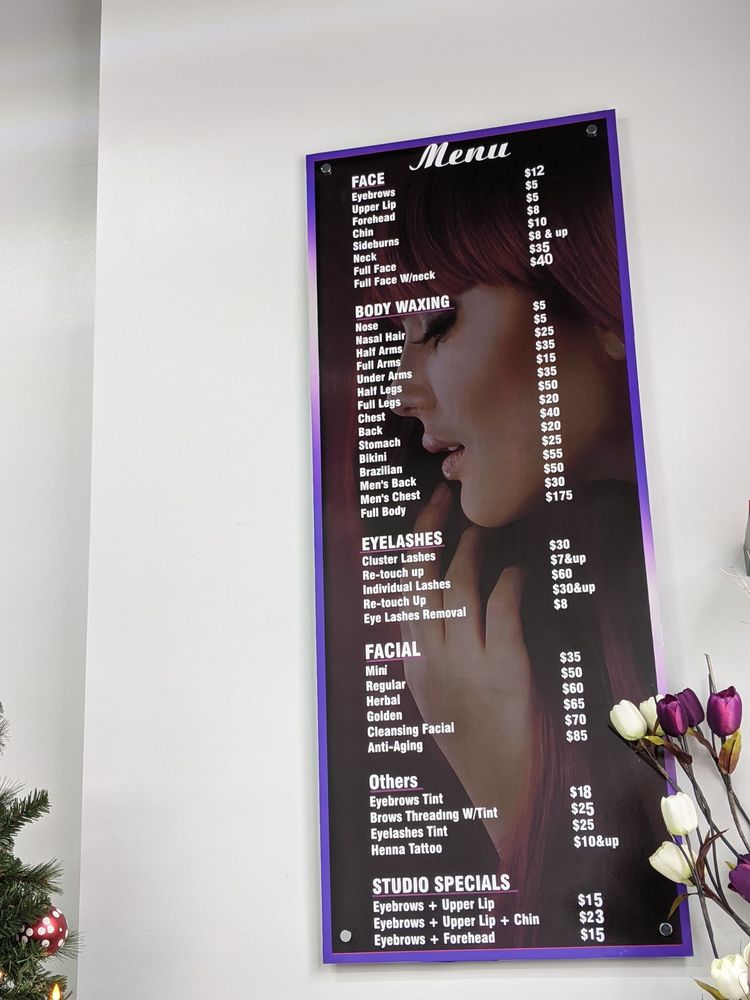 Menu
FACE
Eyebrows $12
Upper Lip $5
Forehead $5
Chin $8
Sideburns $10
Neck $8 & up
Full Face $35
Full Face W/neck $40
BODY WAXING
Nose $5
Nasal Hair $5
Half Arms $25
Full Arms $35
Under Arms $15
Half Legs $35
Full Legs $50
Chest $20
Back $40
Stomach $20
Bikini $25
Brazilian $55
Men's Back $50
Men's Chest $30
Full Body $175
EYELASHES
Cluster Lashes $30
Re-touch up $7&up
Individual Lashes $60
Re-touch Up $30&up
Eye Lashes Removal $8
FACIAL
Mini $35
Regular $50
Herbal $60
Golden $65
Cleansing Facial $70
Anti-Aging $85
Others
Eyebrows Tint $18
Brows Threading W/Tint $25
Eyelashes Tint $25
Henna Tattoo $10&up
STUDIO SPECIALS
Eyebrows + Upper Lip $15
Eyebrows + Upper Lip + Chin $23
Eyebrows + Forehead $15